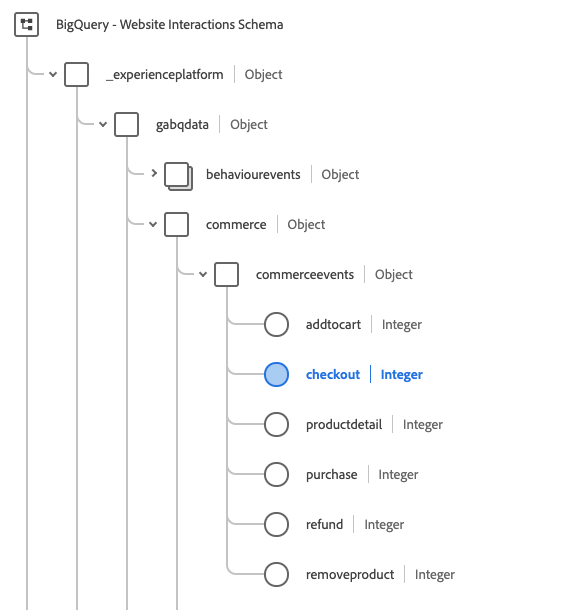 BigQuery - Website Interactions Schema
_experienceplatform | Object
gabqdata | Object
behaviourevents | Object
commerce | Object
commerceevents | Object
addtocart | Integer
checkout | Integer
productdetail | Integer
purchase | Integer
refund | Integer
removeproduct | Integer